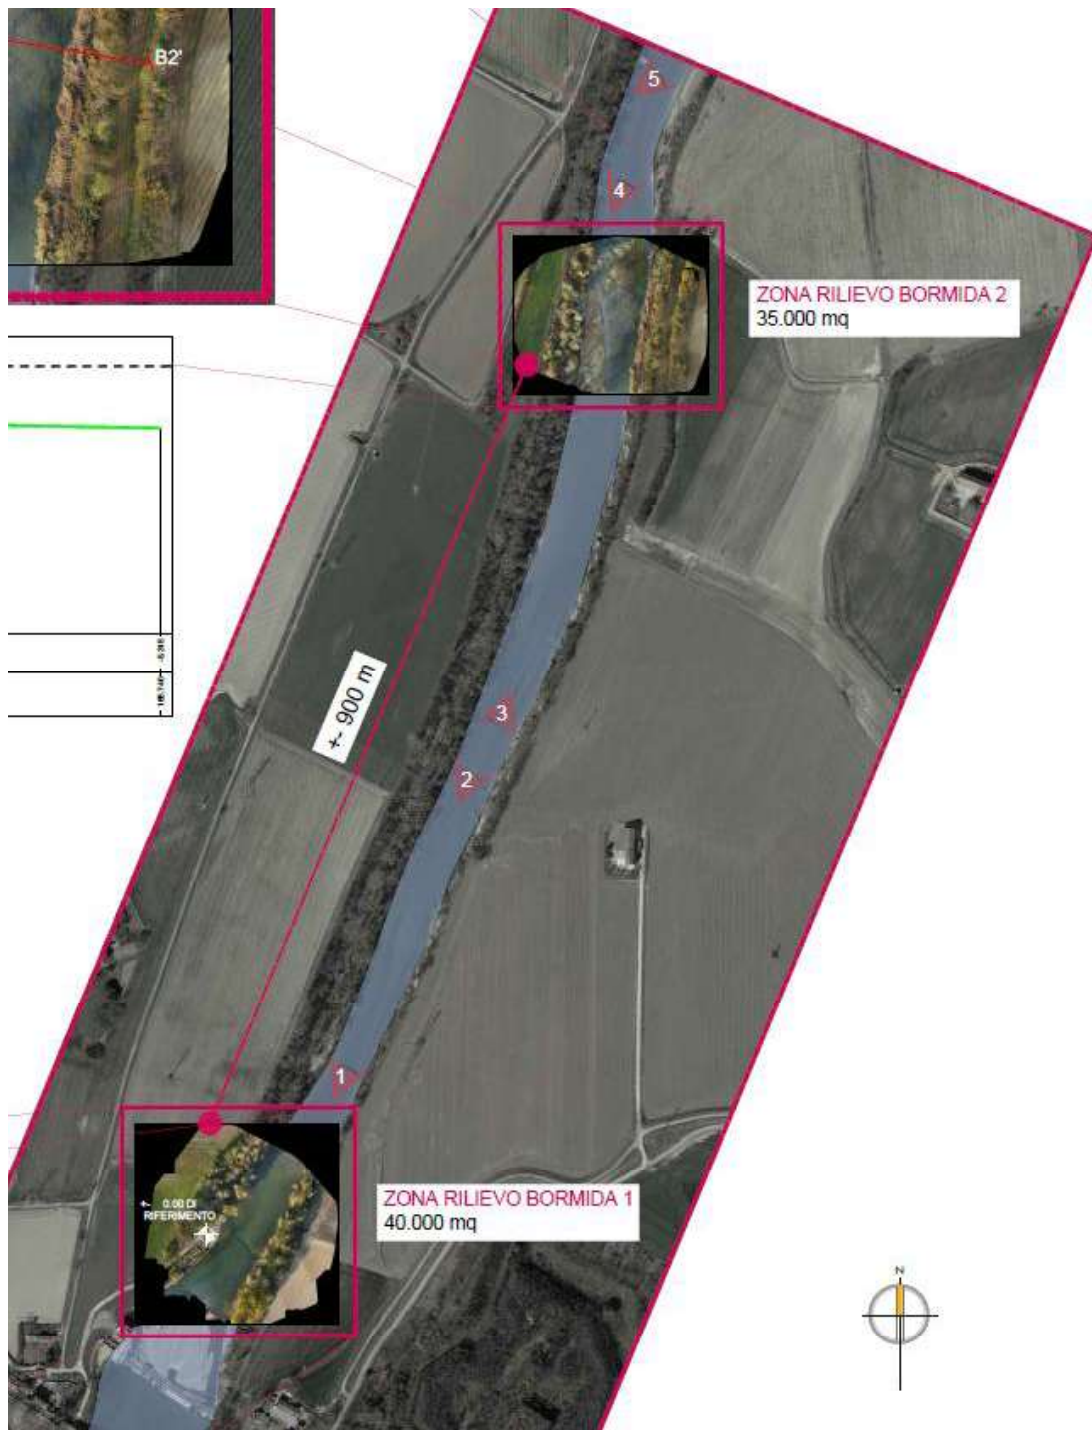 B2'
5
4
ZONA RILIEVO BORMIDA 2
35.000 mq
+- 900 m
3
2
1
ZONA RILIEVO BORMIDA 1
40.000 mq
0.00 DI
RIFERIMENTO
N